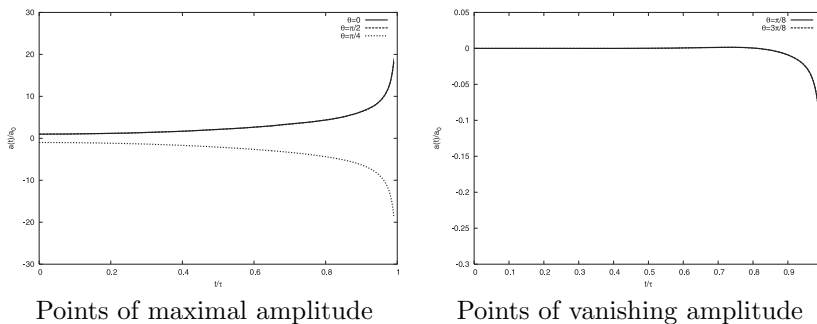 30
20
10
0
-10
-20
-30
0
0.2
0.4
0.6
0.8
1
a(t)/a₀
t/τ
θ=0
θ=π/2
θ=π/4
Points of maximal amplitude
0.05
0
-0.05
-0.1
-0.15
-0.2
-0.25
-0.3
0
0.1
0.2
0.3
0.4
0.5
0.6
0.7
0.8
0.9
a(t)/a₀
t/τ
θ=π/8
θ=3π/8
Points of vanishing amplitude